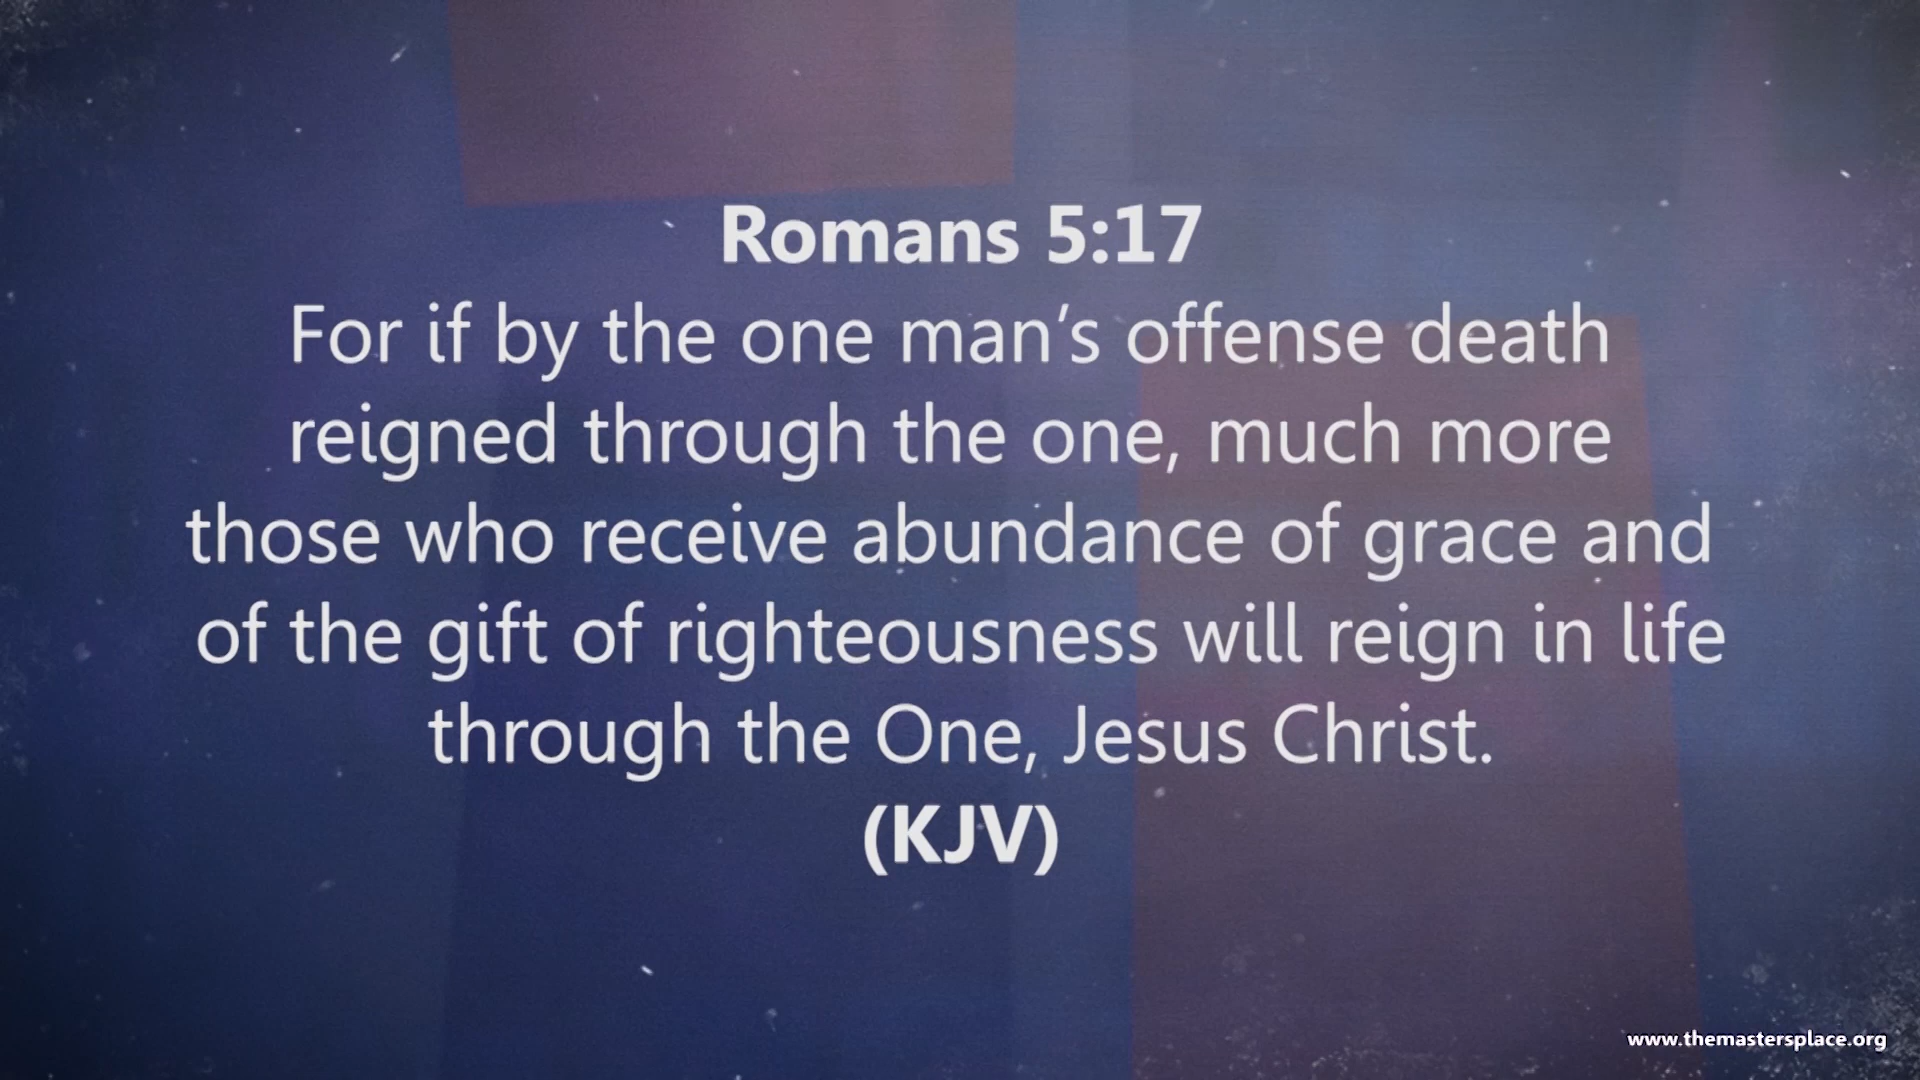 Romans 5:17
For if by the one man’s offense death
reigned through the one, much more
those who receive abundance of grace and
of the gift of righteousness will reign in life
through the One, Jesus Christ.
(KJV)
www.themastersplace.org